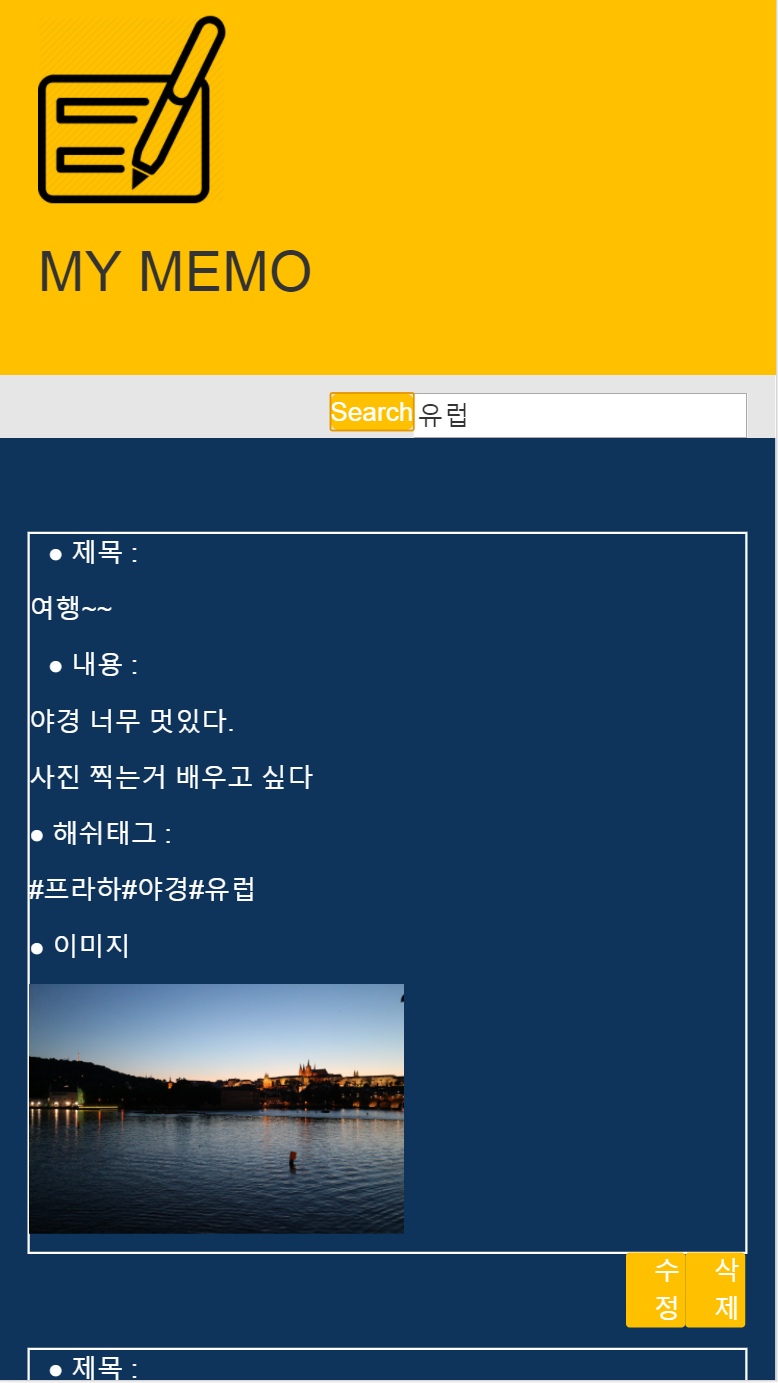 MY MEMO
Search 유럽
● 제목 :
여행~~
● 내용 :
야경 너무 멋있다.
사진 찍는거 배우고 싶다
● 해쉬태그 :
#프라하#야경#유럽
● 이미지
수정 삭제
● 제목 :